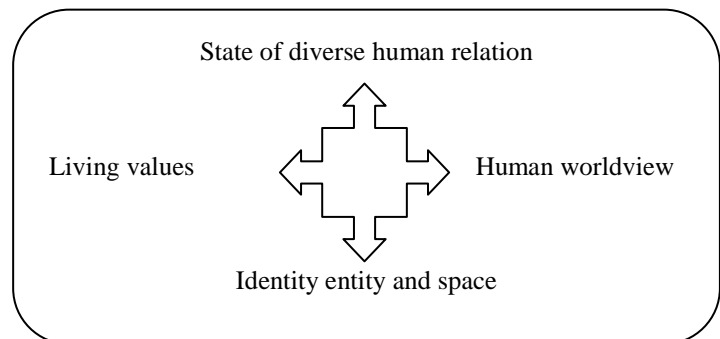 State of diverse human relation
Living values
Human worldview
Identity entity and space